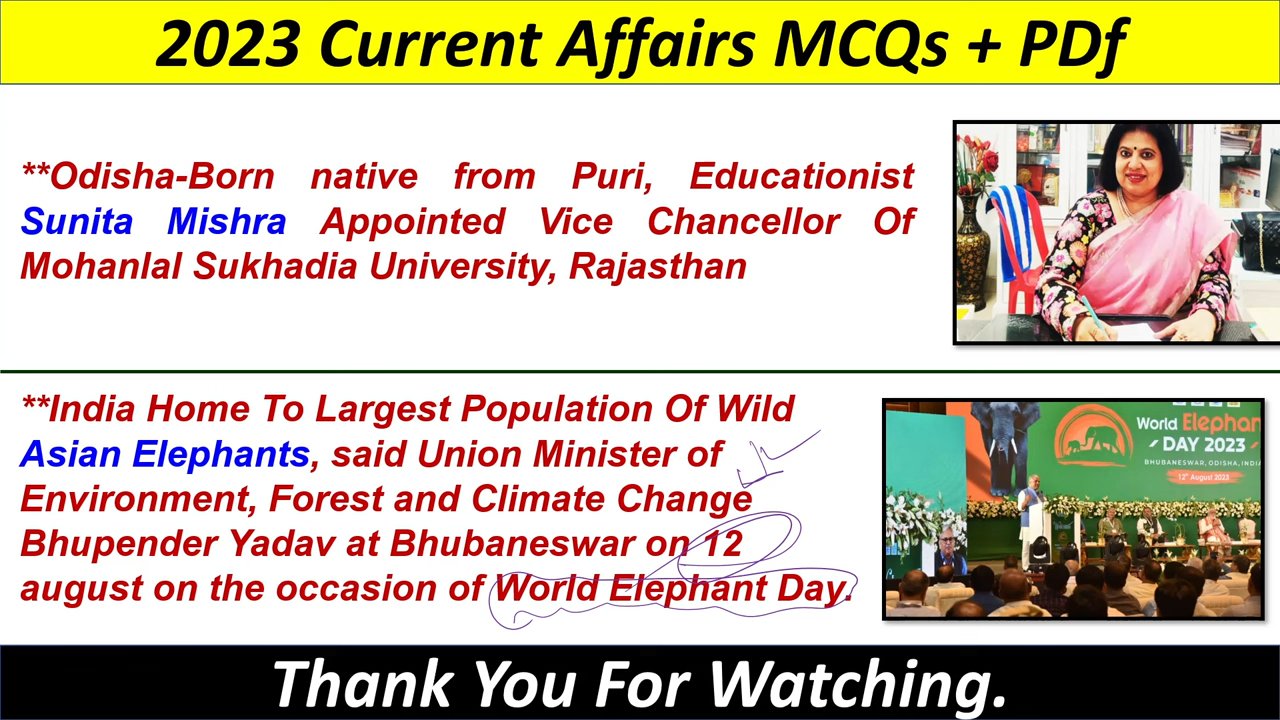 2023 Current Affairs MCQs + PDf
**Odisha-Born native from Puri, Educationist
Sunita Mishra Appointed Vice Chancellor Of
Mohanlal Sukhadia University, Rajasthan
**India Home To Largest Population Of Wild
Asian Elephants, said Union Minister of
Environment, Forest and Climate Change
Bhupender Yadav at Bhubaneswar on 12
august on the occasion of World Elephant Day.
World Elephan
DAY 2023
BHUBANESWAR, ODISHA, INDIA
12th August 2023
Thank You For Watching.